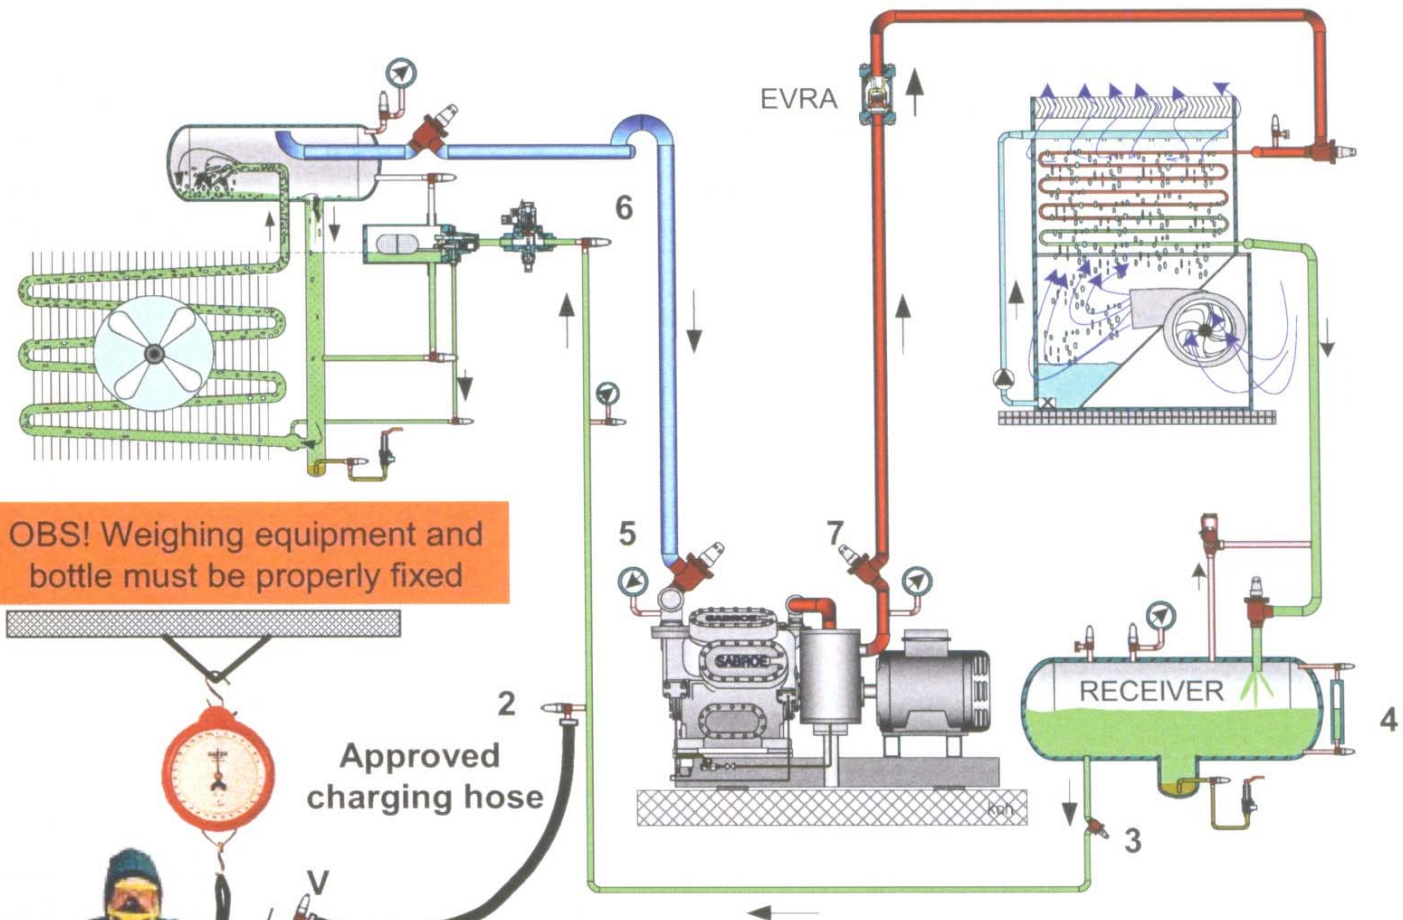 EVRA
6
OBS! Weighing equipment and
bottle must be properly fixed
5
7
SABROE
SABROE
RECEIVER
2
4
Approved
charging hose
koh
3
V